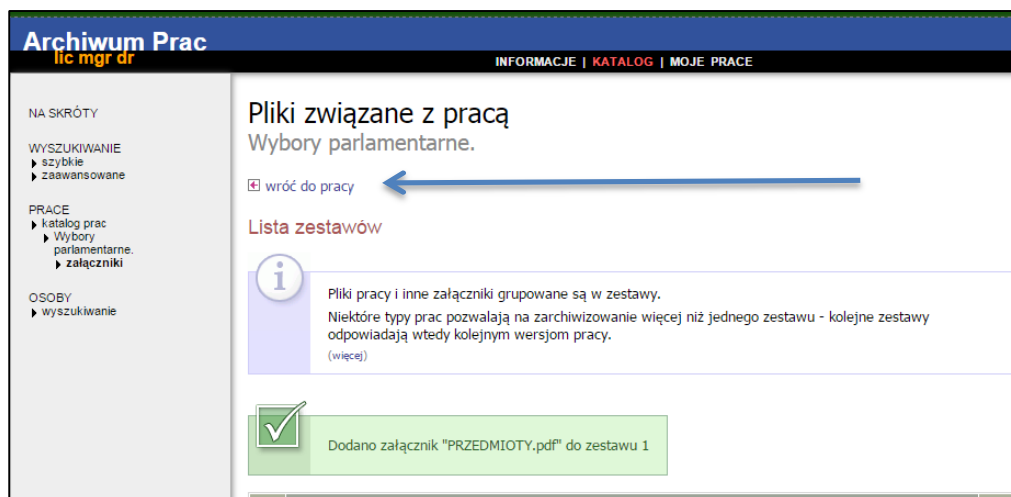 Archiwum Prac
lic mgr dr
INFORMACJE | KATALOG | MOJE PRACE
NA SKRÓTY
WYSZUKIWANIE
szybkie
zaawansowane
PRACE
katalog prac
Wybory
parlamentarne.
załączniki
OSOBY
wyszukiwanie
Pliki związane z pracą
Wybory parlamentarne.
wróć do pracy
Lista zestawów
Pliki pracy i inne załączniki grupowane są w zestawy.
Niektóre typy prac pozwalają na zarchiwizowanie więcej niż jednego zestawu - kolejne zestawy
odpowiadają wtedy kolejnym wersjom pracy.
(więcej)
Dodano załącznik "PRZEDMIOTY.pdf" do zestawu 1